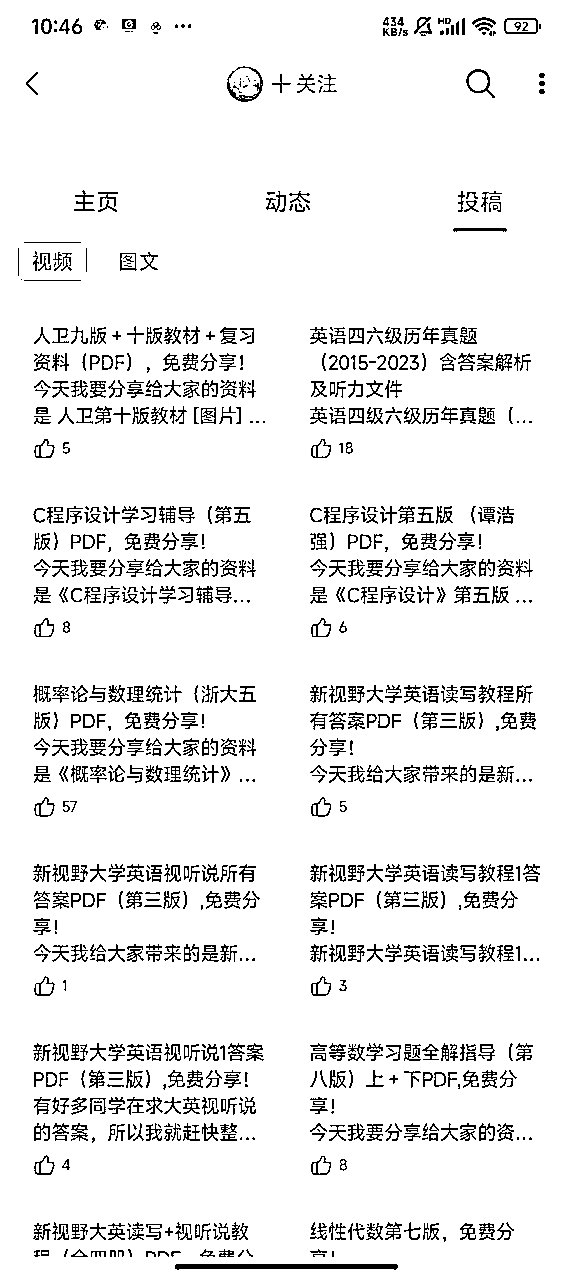 10:46
434
KB/s
HD
92
十关注
主页
动态
投稿
视频
图文
人卫九版+十版教材+复习
资料（PDF），免费分享！
今天我要分享给大家的资料
是 人卫第十版教材 [图片] ...
5
英语四六级历年真题
（2015-2023）含答案解析
及听力文件
英语四级六级历年真题（...
18
C程序设计学习辅导（第五
版）PDF，免费分享！
今天我要分享给大家的资料
是《C程序设计学习辅导...
8
C程序设计第五版 （谭浩
强）PDF，免费分享！
今天我要分享给大家的资料
是《C程序设计》第五版 ...
6
概率论与数理统计（浙大五
版）PDF，免费分享！
今天我要分享给大家的资料
是《概率论与数理统计》...
57
新视野大学英语读写教程所
有答案PDF（第三版）,免费
分享！
今天我给大家带来的是新...
5
新视野大学英语视听说所有
答案PDF（第三版）,免费分
享！
今天我给大家带来的是新...
1
新视野大学英语读写教程1答
案PDF（第三版）,免费分
享！
新视野大学英语读写教程1...
3
新视野大学英语视听说1答案
PDF（第三版）,免费分享！
有好多同学在求大英视听说
的答案，所以我就赶快整...
4
高等数学习题全解指导（第
八版）上+下PDF,免费分
享！
今天我要分享给大家的资...
8
新视野大英读写+视听说教
程（全四册）PDF，免费分
线性代数第七版，免费分
享！